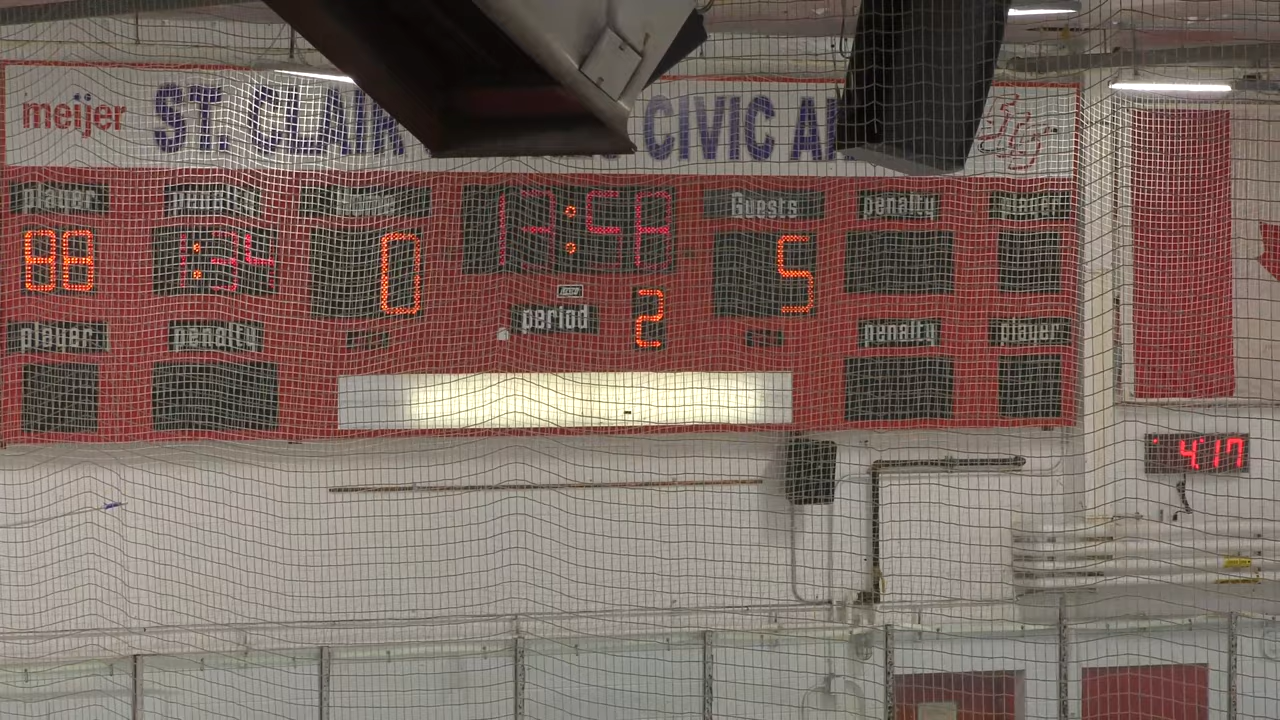 meijer ST. CLAIR CIVIC
player penalty Home Guests penalty player
88 1:34 0 5
period 2
player penalty penalty player
4:17